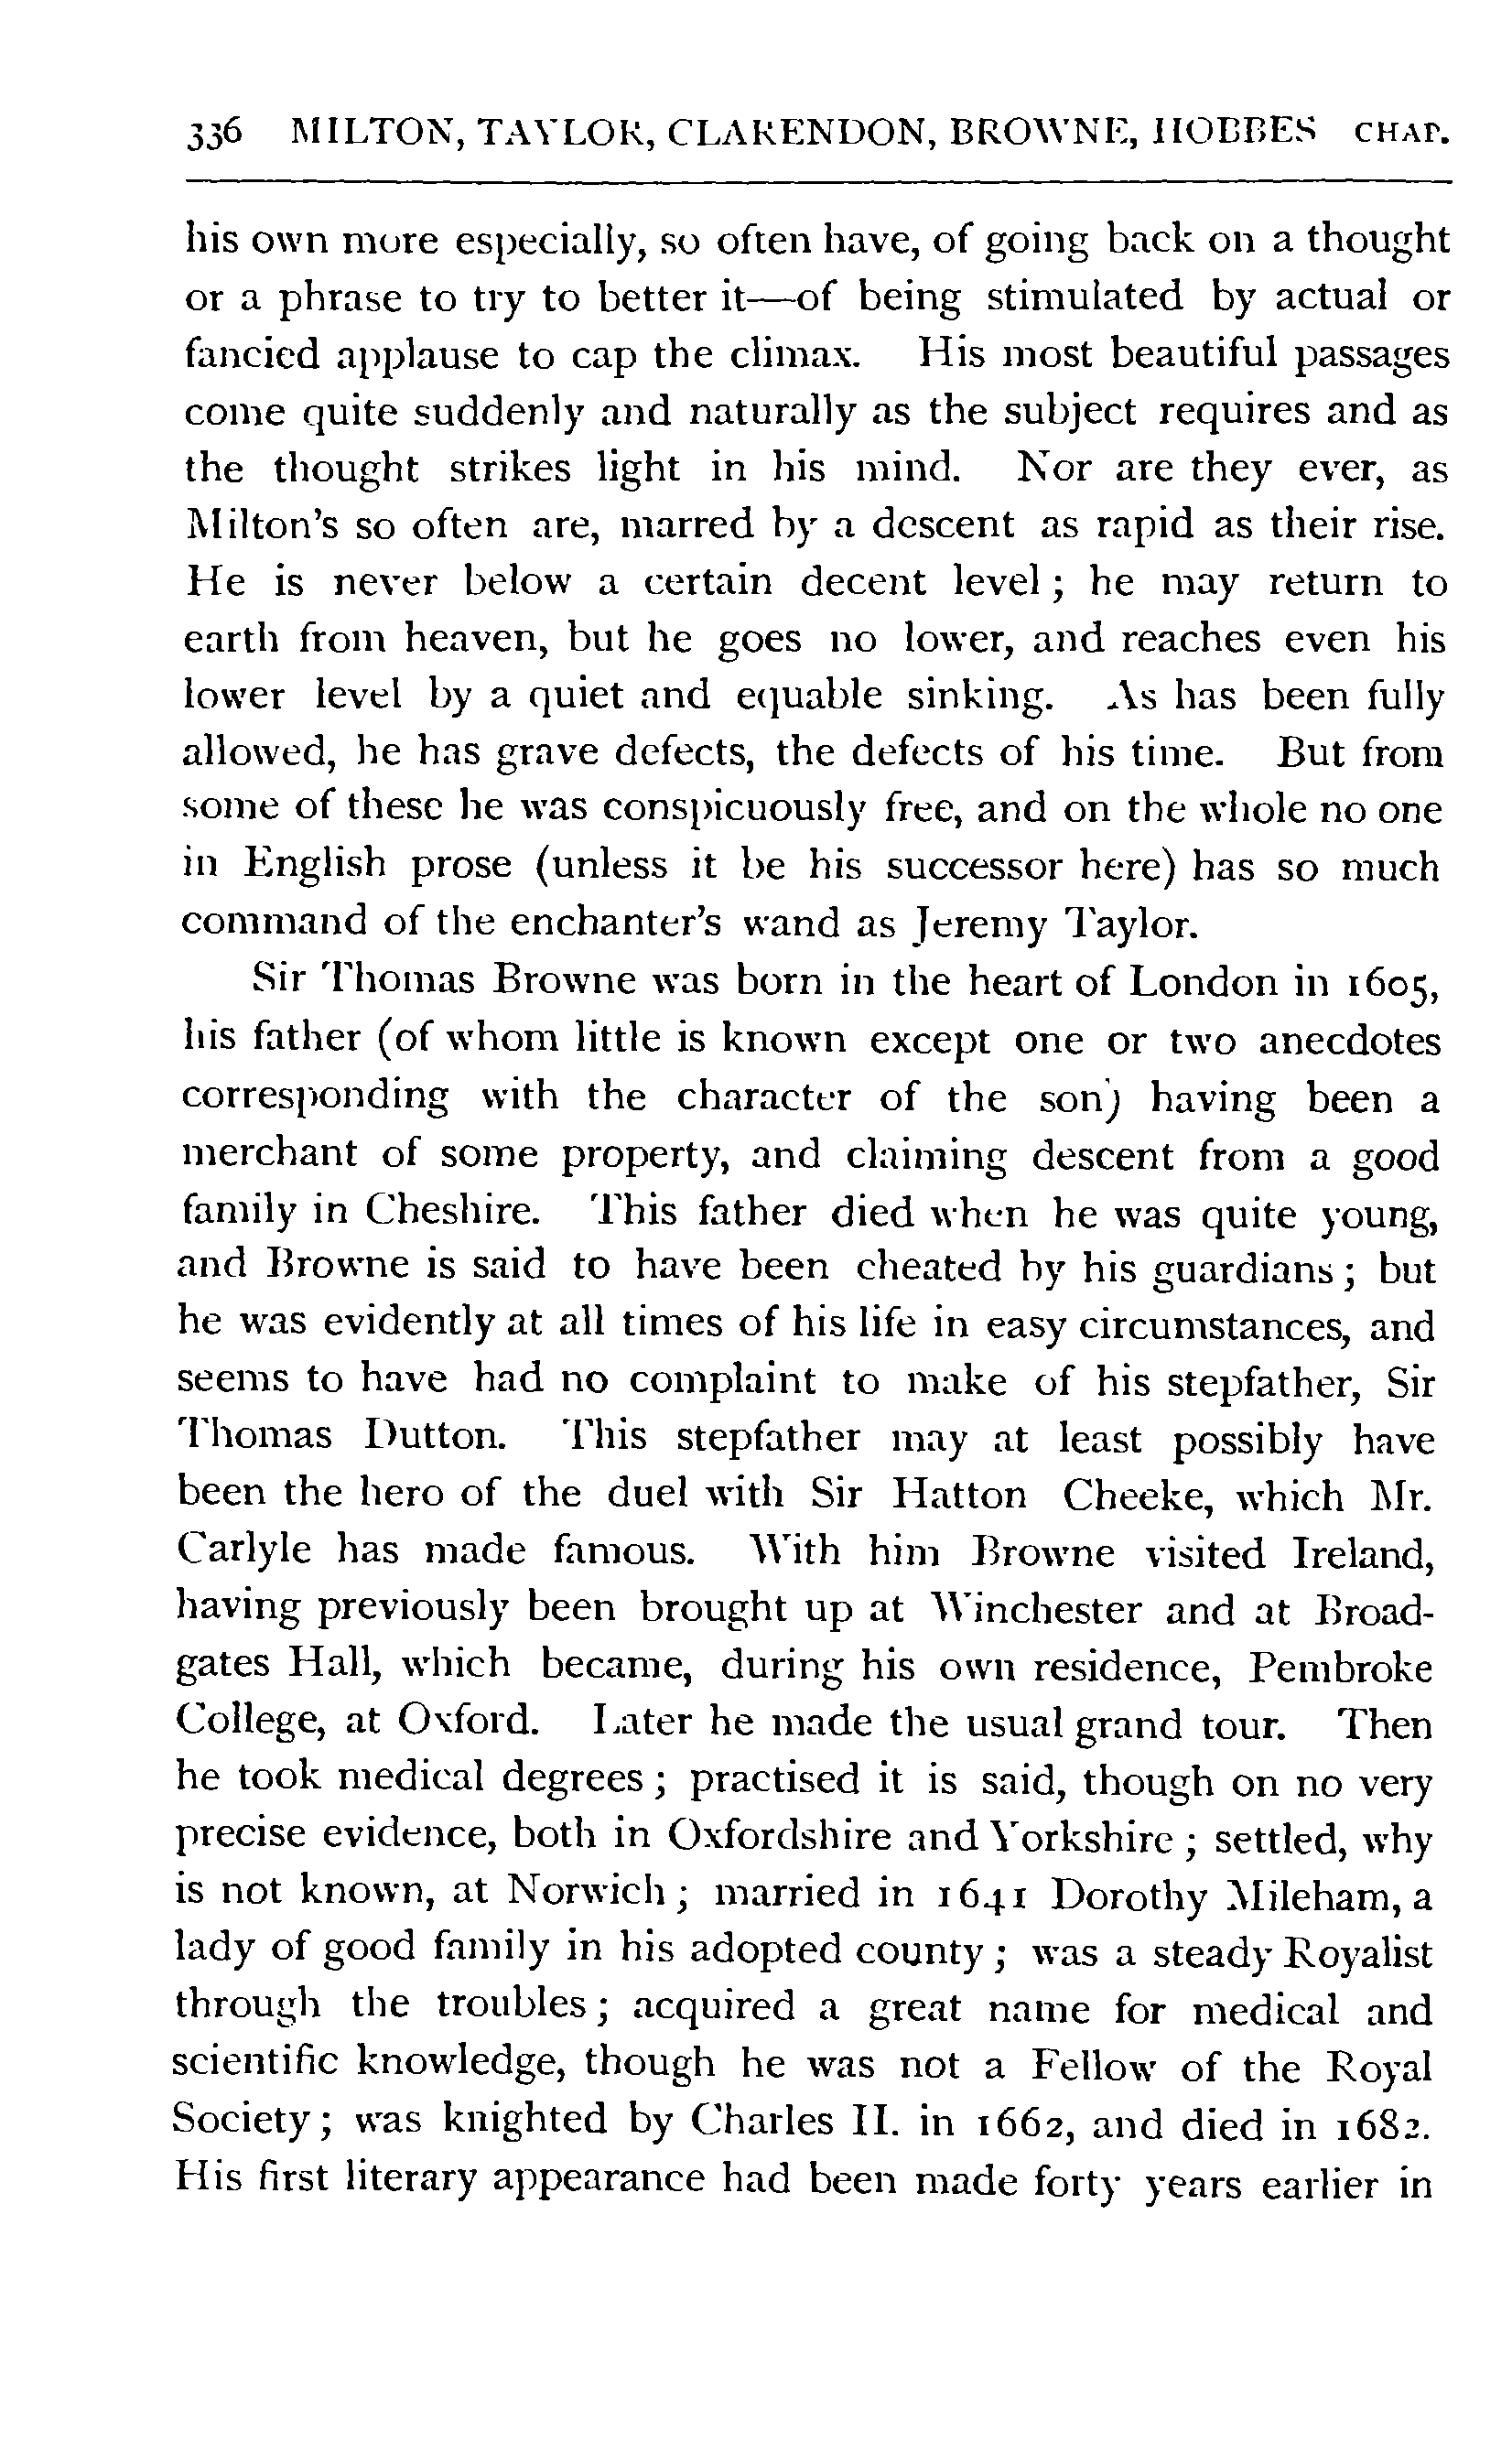 336 MILTON, TAYLOR, CLARENDON, BROWNE, HOBBES CHAP.
his own more especially, so often have, of going back on a thought
or a phrase to try to better it—of being stimulated by actual or
fancied applause to cap the climax. His most beautiful passages
come quite suddenly and naturally as the subject requires and as
the thought strikes light in his mind. Nor are they ever, as
Milton's so often are, marred by a descent as rapid as their rise.
He is never below a certain decent level; he may return to
earth from heaven, but he goes no lower, and reaches even his
lower level by a quiet and equable sinking. As has been fully
allowed, he has grave defects, the defects of his time. But from
some of these he was conspicuously free, and on the whole no one
in English prose (unless it be his successor here) has so much
command of the enchanter's wand as Jeremy Taylor.
Sir Thomas Browne was born in the heart of London in 1605,
his father (of whom little is known except one or two anecdotes
corresponding with the character of the son) having been a
merchant of some property, and claiming descent from a good
family in Cheshire. This father died when he was quite young,
and Browne is said to have been cheated by his guardians; but
he was evidently at all times of his life in easy circumstances, and
seems to have had no complaint to make of his stepfather, Sir
Thomas Dutton. This stepfather may at least possibly have
been the hero of the duel with Sir Hatton Cheeke, which Mr.
Carlyle has made famous. With him Browne visited Ireland,
having previously been brought up at Winchester and at Broad-
gates Hall, which became, during his own residence, Pembroke
College, at Oxford. Later he made the usual grand tour. Then
he took medical degrees; practised it is said, though on no very
precise evidence, both in Oxfordshire and Yorkshire; settled, why
is not known, at Norwich; married in 1641 Dorothy Mileham, a
lady of good family in his adopted county; was a steady Royalist
through the troubles; acquired a great name for medical and
scientific knowledge, though he was not a Fellow of the Royal
Society; was knighted by Charles II. in 1662, and died in 1682.
His first literary appearance had been made forty years earlier in